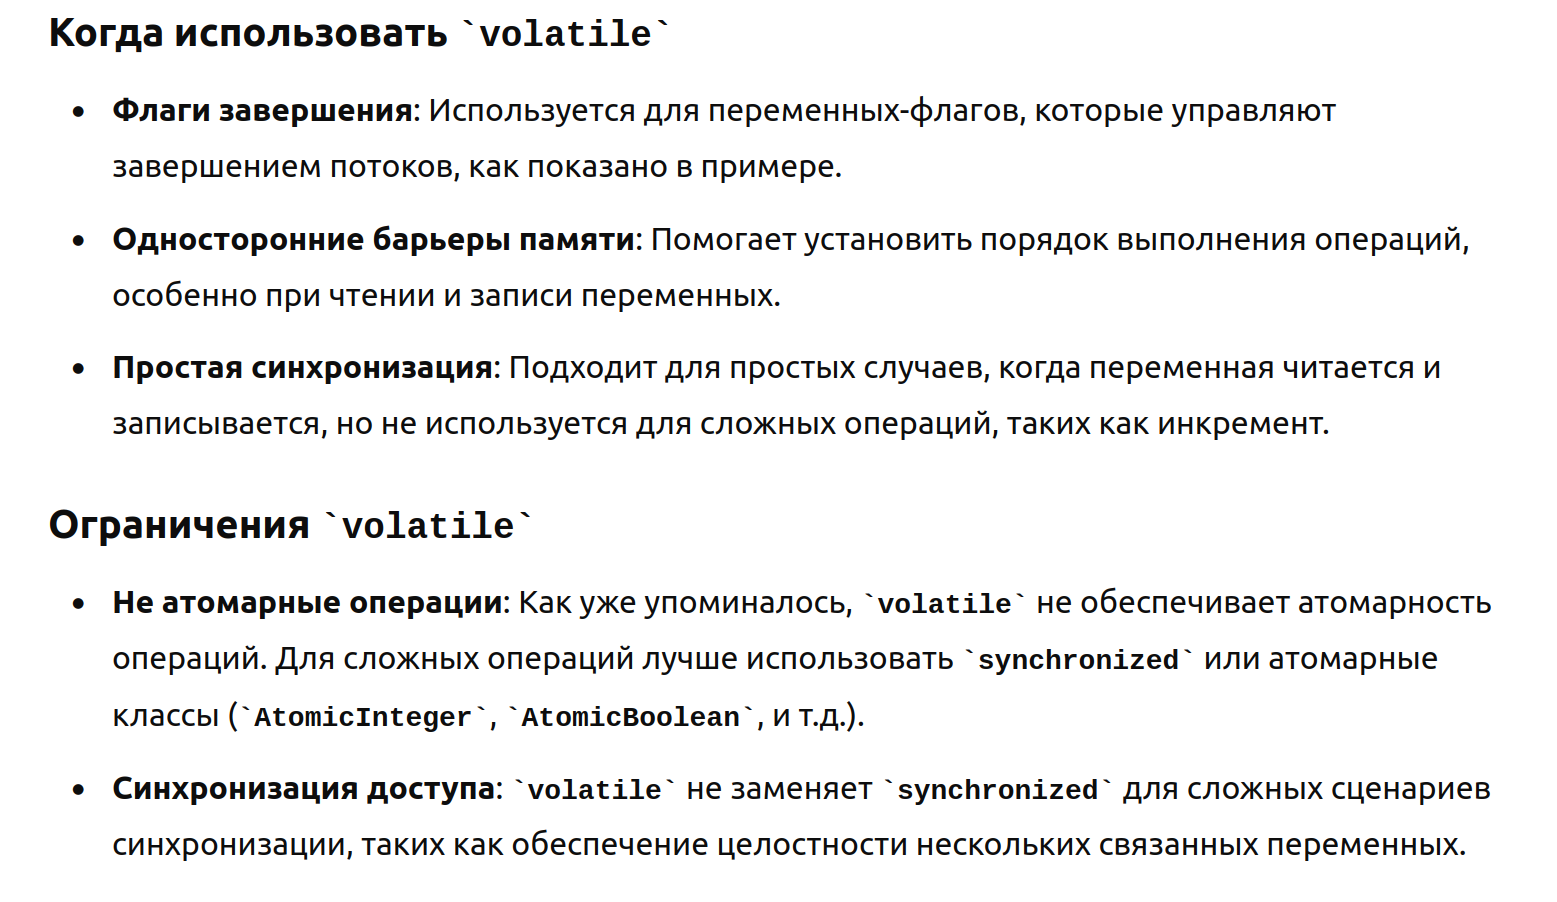 Когда использовать `volatile`
• Флаги завершения: Используется для переменных-флагов, которые управляют
завершением потоков, как показано в примере.
• Односторонние барьеры памяти: Помогает установить порядок выполнения операций,
особенно при чтении и записи переменных.
• Простая синхронизация: Подходит для простых случаев, когда переменная читается и
записывается, но не используется для сложных операций, таких как инкремент.
Ограничения `volatile`
• Не атомарные операции: Как уже упоминалось, `volatile` не обеспечивает атомарность
операций. Для сложных операций лучше использовать `synchronized` или атомарные
классы (`AtomicInteger`, `AtomicBoolean`, и т.д.).
• Синхронизация доступа: `volatile` не заменяет `synchronized` для сложных сценариев
синхронизации, таких как обеспечение целостности нескольких связанных переменных.